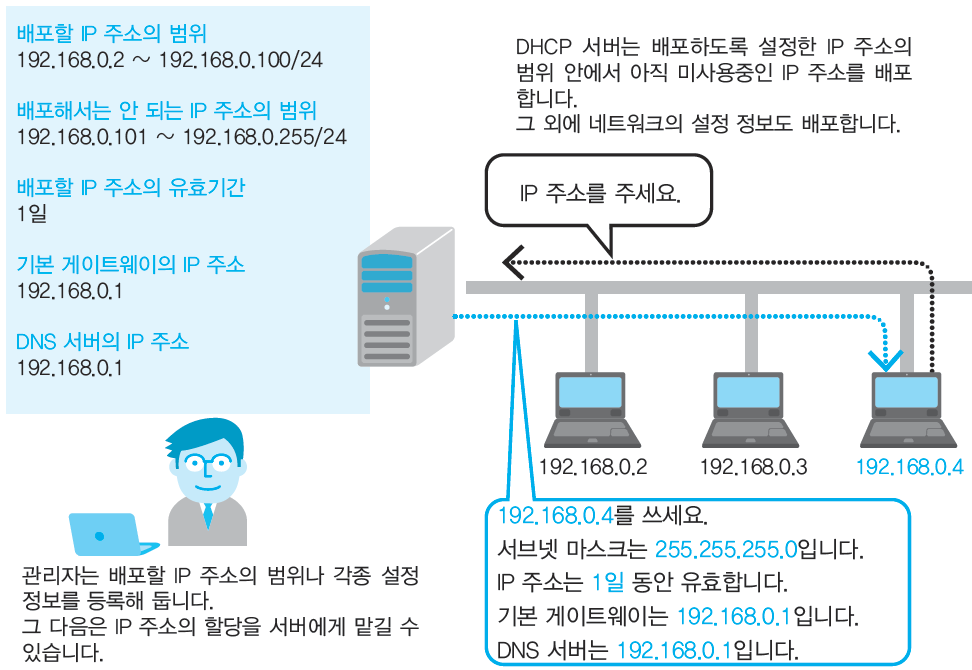 배포할 IP 주소의 범위
192.168.0.2 ～ 192.168.0.100/24
배포해서는 안 되는 IP 주소의 범위
192.168.0.101 ～ 192.168.0.255/24
배포할 IP 주소의 유효기간
1일
기본 게이트웨이의 IP 주소
192.168.0.1
DNS 서버의 IP 주소
192.168.0.1
관리자는 배포할 IP 주소의 범위나 각종 설정
정보를 등록해 둡니다.
그 다음은 IP 주소의 할당을 서버에게 맡길 수
있습니다.
DHCP 서버는 배포하도록 설정한 IP 주소의
범위 안에서 아직 미사용중인 IP 주소를 배포
합니다.
그 외에 네트워크의 설정 정보도 배포합니다.
IP 주소를 주세요.
192.168.0.2
192.168.0.3
192.168.0.4
192.168.0.4를 쓰세요.
서브넷 마스크는 255.255.255.0입니다.
IP 주소는 1일 동안 유효합니다.
기본 게이트웨이는 192.168.0.1입니다.
DNS 서버는 192.168.0.1입니다.